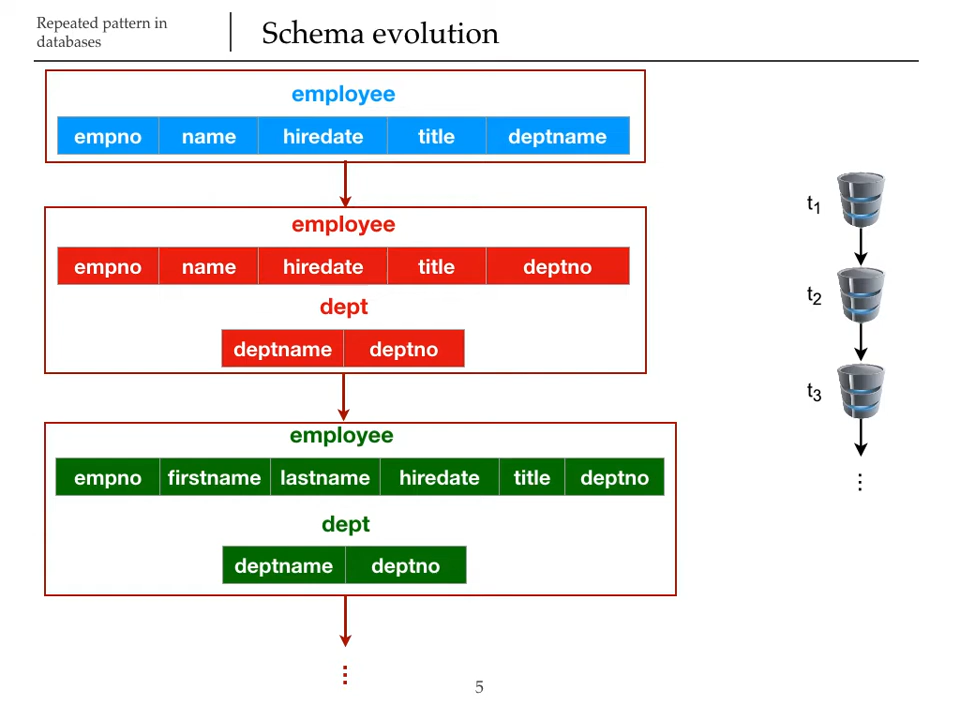 Repeated pattern in
databases
Schema evolution
employee
empno name hiredate title deptname
employee
empno name hiredate title deptno
dept
deptname deptno
employee
empno firstname lastname hiredate title deptno
dept
deptname deptno
⋮
t₁
t₂
t₃
⋮
5